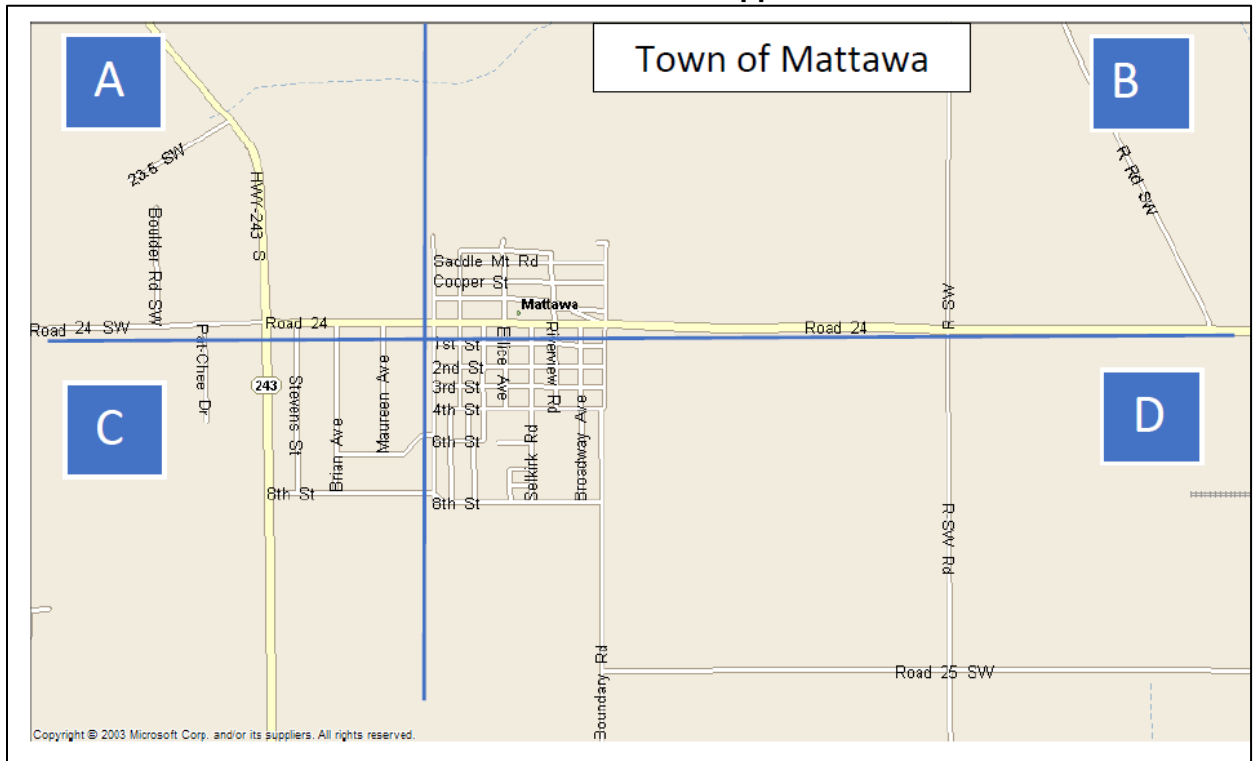 A
Town of Mattawa
B
23.5 SW
R Rd SW
Boulder Rd SW
HWY-243 S
Saddle Mt Rd
Cooper St
Mattawa
R SW
Road 24 SW
Road 24
Road 24
Pat-Chee Dr
1st St
Ellice Ave
Riverview Rd
2nd St
3rd St
243
Stevens St
Maureen Ave
4th St
C
D
Brian Ave
6th St
Selkirk Rd
Broadway Ave
8th St
8th St
R SW Rd
Boundary Rd
Road 25 SW
Copyright © 2003 Microsoft Corp. and/or its suppliers. All rights reserved.